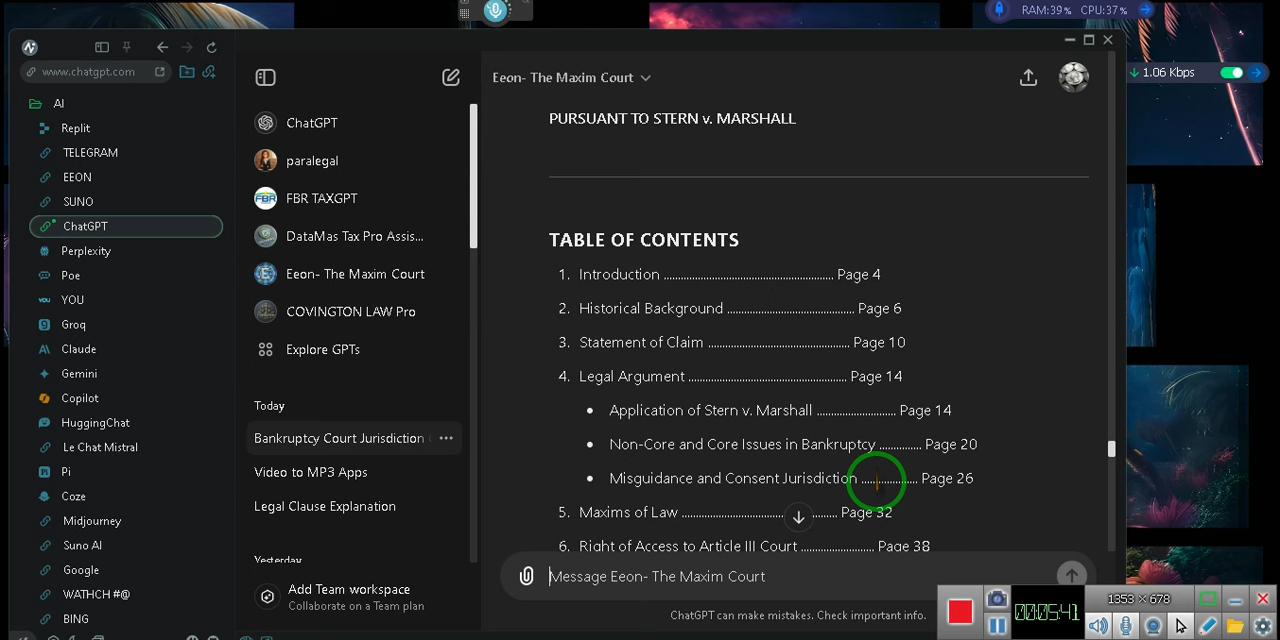 RAM:39% CPU:37%
1.06 Kbps
www.chatgpt.com
AI
Replit
TELEGRAM
EEON
SUNO
ChatGPT
Perplexity
Poe
YOU
Groq
Claude
Gemini
Copilot
HuggingChat
Le Chat Mistral
Pi
Coze
Midjourney
Suno AI
Google
WATHCH #@
BING
ChatGPT
paralegal
FBR TAXGPT
DataMas Tax Pro Assis...
Eeon- The Maxim Court
COVINGTON LAW Pro
Explore GPTs
Today
Bankruptcy Court Jurisdiction
Video to MP3 Apps
Legal Clause Explanation
Yesterday
Add Team workspace
Collaborate on a Team plan
Eeon- The Maxim Court
PURSUANT TO STERN v. MARSHALL
TABLE OF CONTENTS
1. Introduction .................................................. Page 4
2. Historical Background ...................................... Page 6
3. Statement of Claim ......................................... Page 10
4. Legal Argument .............................................. Page 14
• Application of Stern v. Marshall ........................ Page 14
• Non-Core and Core Issues in Bankruptcy ............. Page 20
• Misguidance and Consent Jurisdiction ................. Page 26
5. Maxims of Law ............................................... Page 32
6. Right of Access to Article III Court ...................... Page 38
Message Eeon- The Maxim Court
ChatGPT can make mistakes. Check important info.
00:05:41
1353 × 678